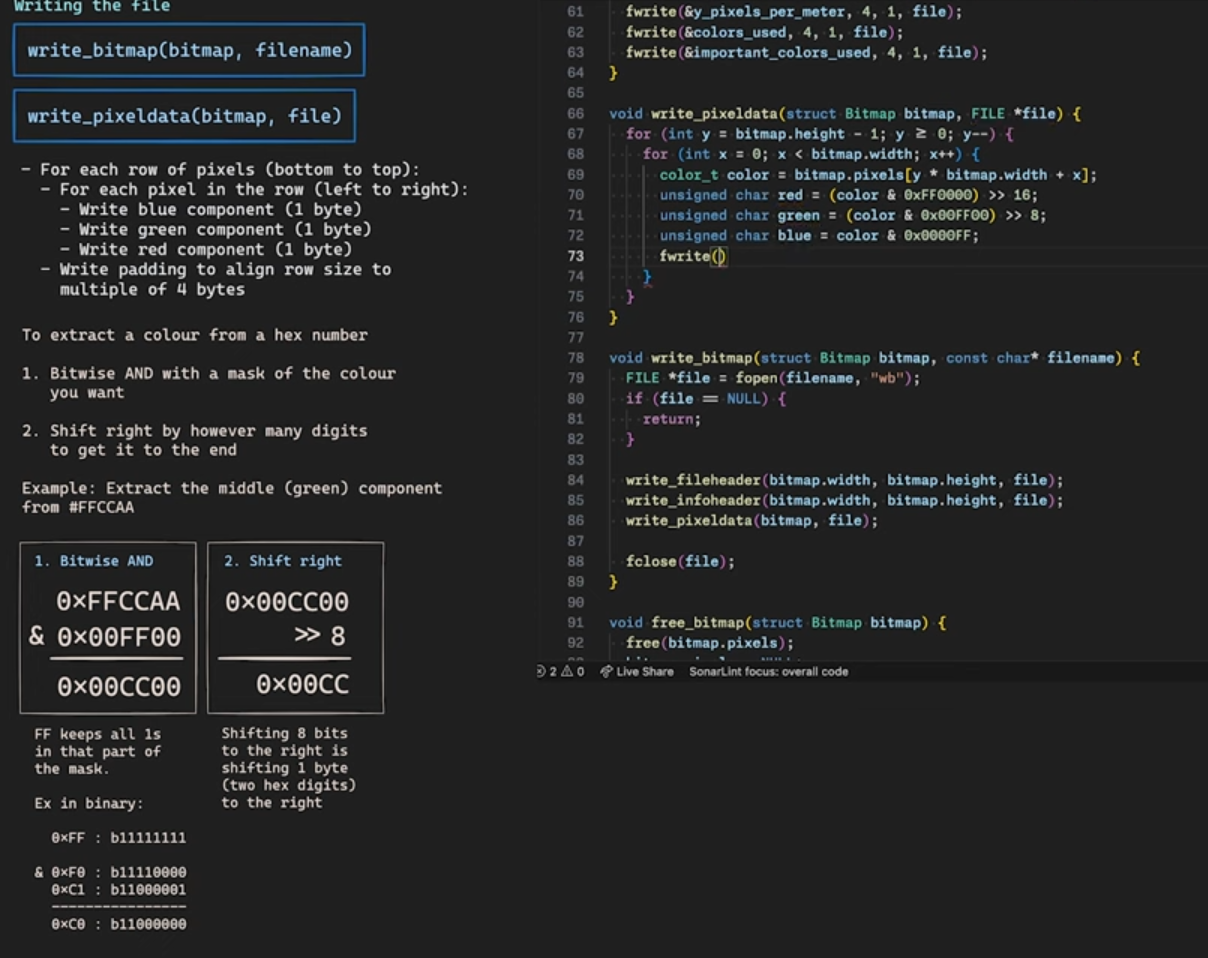 Writing the file
write_bitmap(bitmap, filename)
write_pixeldata(bitmap, file)
- For each row of pixels (bottom to top):
- For each pixel in the row (left to right):
- Write blue component (1 byte)
- Write green component (1 byte)
- Write red component (1 byte)
- Write padding to align row size to
multiple of 4 bytes
To extract a colour from a hex number
1. Bitwise AND with a mask of the colour
you want
2. Shift right by however many digits
to get it to the end
Example: Extract the middle (green) component
from #FFCCAA
1. Bitwise AND
0×FFCCAA
& 0×00FF00
0×00CC00
2. Shift right
0×00CC00
>> 8
0×00CC
FF keeps all 1s
in that part of
the mask.
Ex in binary:
0×FF : b11111111
& 0×F0 : b11110000
0×C1 : b11000001
-----------------
0×C0 : b11000000
Shifting 8 bits
to the right is
shifting 1 byte
(two hex digits)
to the right
61 fwrite(&y_pixels_per_meter, 4, 1, file);
62 fwrite(&colors_used, 4, 1, file);
63 fwrite(&important_colors_used, 4, 1, file);
64 }
65
66 void write_pixeldata(struct Bitmap bitmap, FILE *file) {
67 for (int y = bitmap.height - 1; y ≥ 0; y--) {
68 for (int x = 0; x < bitmap.width; x++) {
69 color_t color = bitmap.pixels[y * bitmap.width + x];
70 unsigned char red = (color & 0xFF0000) >> 16;
71 unsigned char green = (color & 0x00FF00) >> 8;
72 unsigned char blue = color & 0x0000FF;
73 fwrite()
74 }
75 }
76 }
77
78 void write_bitmap(struct Bitmap bitmap, const char* filename) {
79 FILE *file = fopen(filename, "wb");
80 if (file == NULL) {
81 return;
82 }
83
84 write_fileheader(bitmap.width, bitmap.height, file);
85 write_infoheader(bitmap.width, bitmap.height, file);
86 write_pixeldata(bitmap, file);
87
88 fclose(file);
89 }
90
91 void free_bitmap(struct Bitmap bitmap) {
92 free(bitmap.pixels);
2 0 Live Share SonarLint focus: overall code